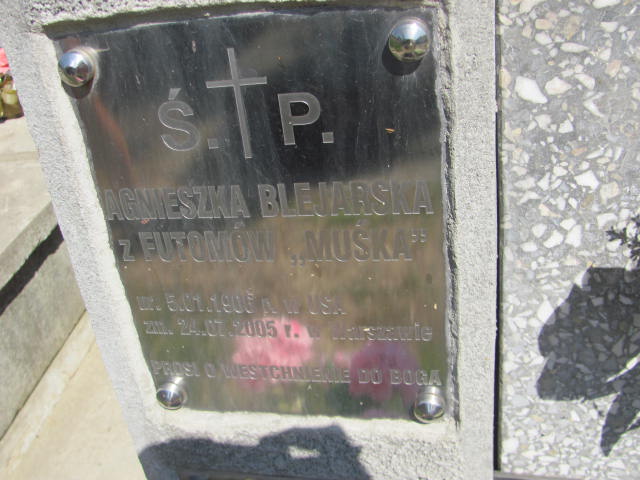 Ś. P.
AGNIESZKA BLEJARSKA
z FUTOMÓW „MUŚKA”
ur. 5.01.1906 r. w USA
zm. 24.07.2005 r. w Warszawie
PROSI O WESTCHNIENIE DO BOGA